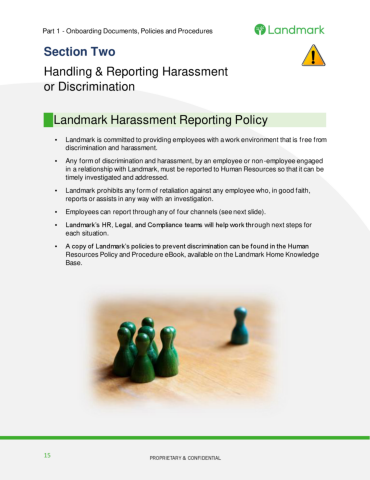 Part 1 - Onboarding Documents, Policies and Procedures
Landmark
Section Two
Handling & Reporting Harassment
or Discrimination
Landmark Harassment Reporting Policy
• Landmark is committed to providing employees with a work environment that is free from
discrimination and harassment.
• Any form of discrimination and harassment, by an employee or non-employee engaged
in a relationship with Landmark, must be reported to Human Resources so that it can be
timely investigated and addressed.
• Landmark prohibits any form of retaliation against any employee who, in good faith,
reports or assists in any way with an investigation.
• Employees can report through any of four channels (see next slide).
• Landmark's HR, Legal, and Compliance teams will help work through next steps for
each situation.
• A copy of Landmark's policies to prevent discrimination can be found in the Human
Resources Policy and Procedure eBook, available on the Landmark Home Knowledge
Base.
15
PROPRIETARY & CONFIDENTIAL